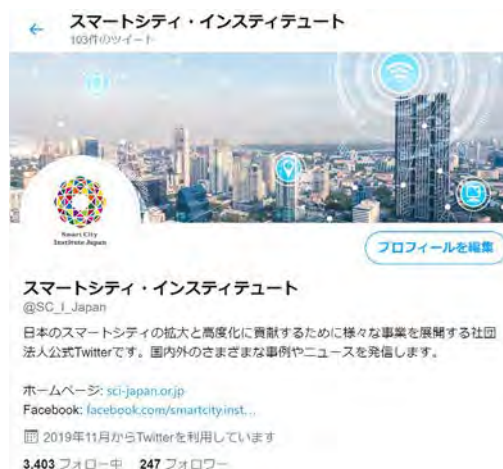 スマートシティ・インスティテュート
103件のツイート
Smart City
Institute Japan
プロフィールを編集
スマートシティ・インスティテュート
@SC_I_Japan
日本のスマートシティの拡大と高度化に貢献するために様々な事業を展開する社団
法人公式Twitterです。国内外のさまざまな事例やニュースを発信します。
ホームページ: sci-japan.or.jp
Facebook: facebook.com/smartcityinst...
2019年11月からTwitterを利用しています
3,403 フォロー中 247 フォロワー